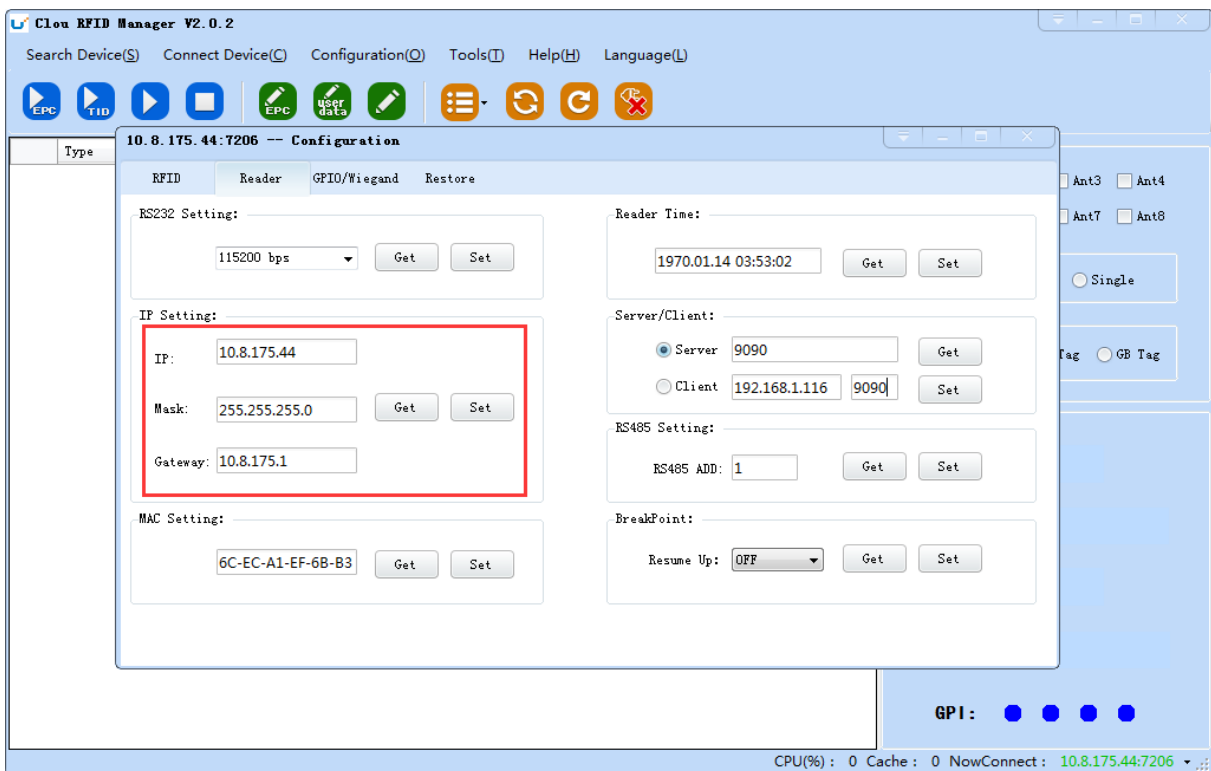 Clou RFID Manager V2.0.2
Search Device(S) Connect Device(C) Configuration(O) Tools(T) Help(H) Language(L)
EPC TID EPC user data
Type
10.8.175.44:7206 -- Configuration
RFID Reader GPIO/Wiegand Restore
Ant3 Ant4
Ant7 Ant8
Single
Tag GB Tag
RS232 Setting:
115200 bps Get Set
IP Setting:
IP: 10.8.175.44
Mask: 255.255.255.0 Get Set
Gateway: 10.8.175.1
MAC Setting:
6C-EC-A1-EF-6B-B3 Get Set
Reader Time:
1970.01.14 03:53:02 Get Set
Server/Client:
Server 9090 Get
Client 192.168.1.116 9090 Set
RS485 Setting:
RS485 ADD: 1 Get Set
BreakPoint:
Resume Up: OFF Get Set
GPI:
CPU(%) : 0 Cache : 0 NowConnect : 10.8.175.44:7206